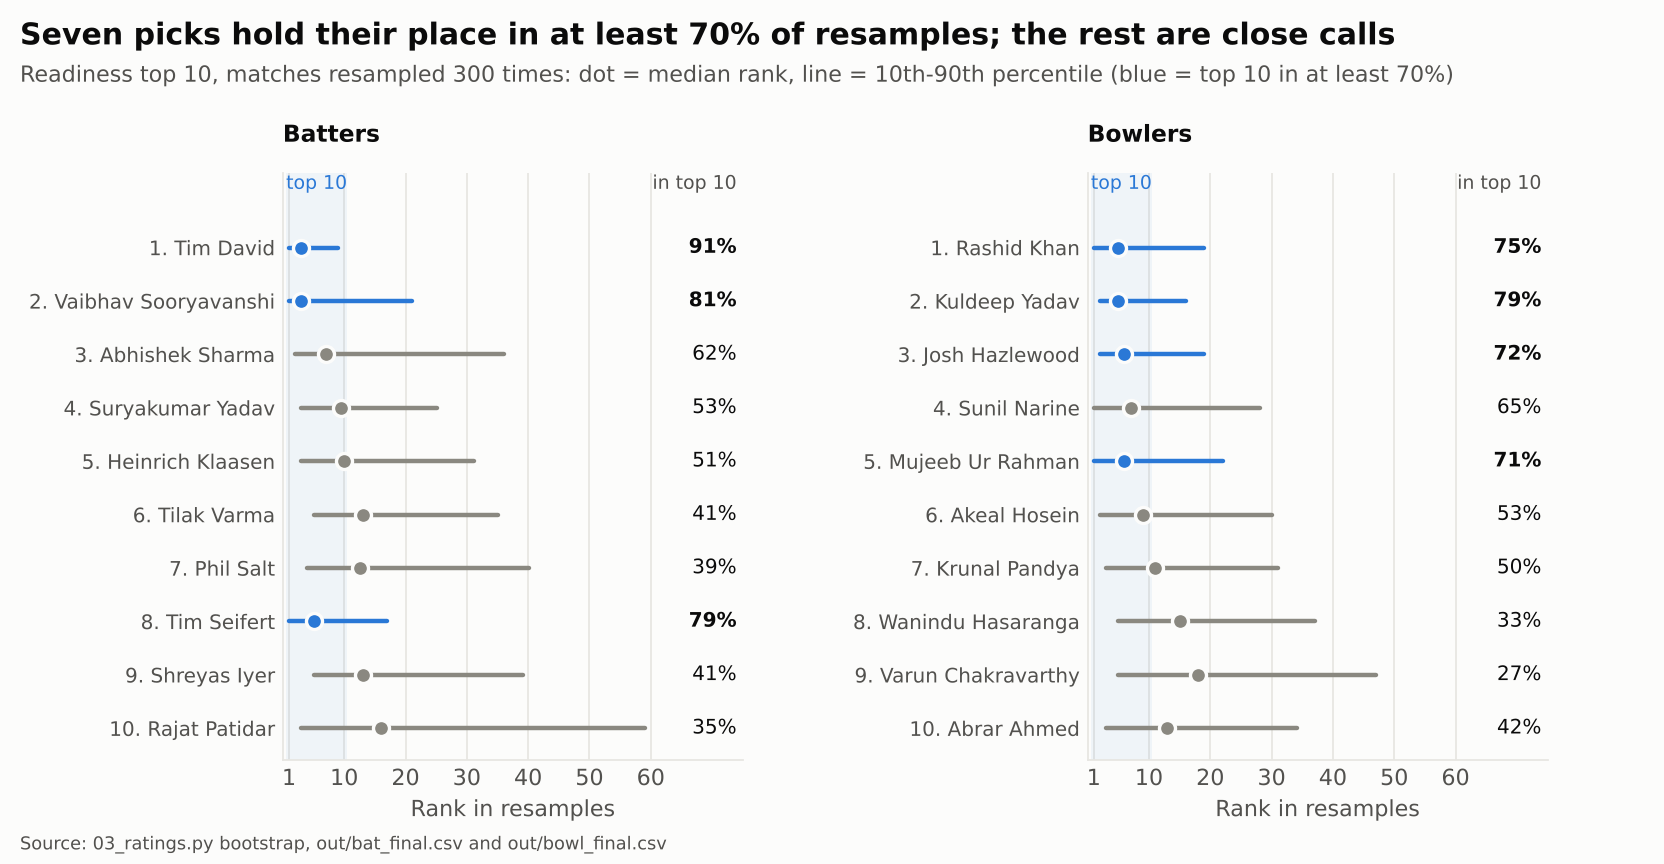 Seven picks hold their place in at least 70% of resamples; the rest are close calls
Readiness top 10, matches resampled 300 times: dot = median rank, line = 10th-90th percentile (blue = top 10 in at least 70%)
Batters
top 10
in top 10
1. Tim David
91%
2. Vaibhav Sooryavanshi
81%
3. Abhishek Sharma
62%
4. Suryakumar Yadav
53%
5. Heinrich Klaasen
51%
6. Tilak Varma
41%
7. Phil Salt
39%
8. Tim Seifert
79%
9. Shreyas Iyer
41%
10. Rajat Patidar
35%
1 10 20 30 40 50 60
Rank in resamples
Bowlers
top 10
in top 10
1. Rashid Khan
75%
2. Kuldeep Yadav
79%
3. Josh Hazlewood
72%
4. Sunil Narine
65%
5. Mujeeb Ur Rahman
71%
6. Akeal Hosein
53%
7. Krunal Pandya
50%
8. Wanindu Hasaranga
33%
9. Varun Chakravarthy
27%
10. Abrar Ahmed
42%
1 10 20 30 40 50 60
Rank in resamples
Source: 03_ratings.py bootstrap, out/bat_final.csv and out/bowl_final.csv